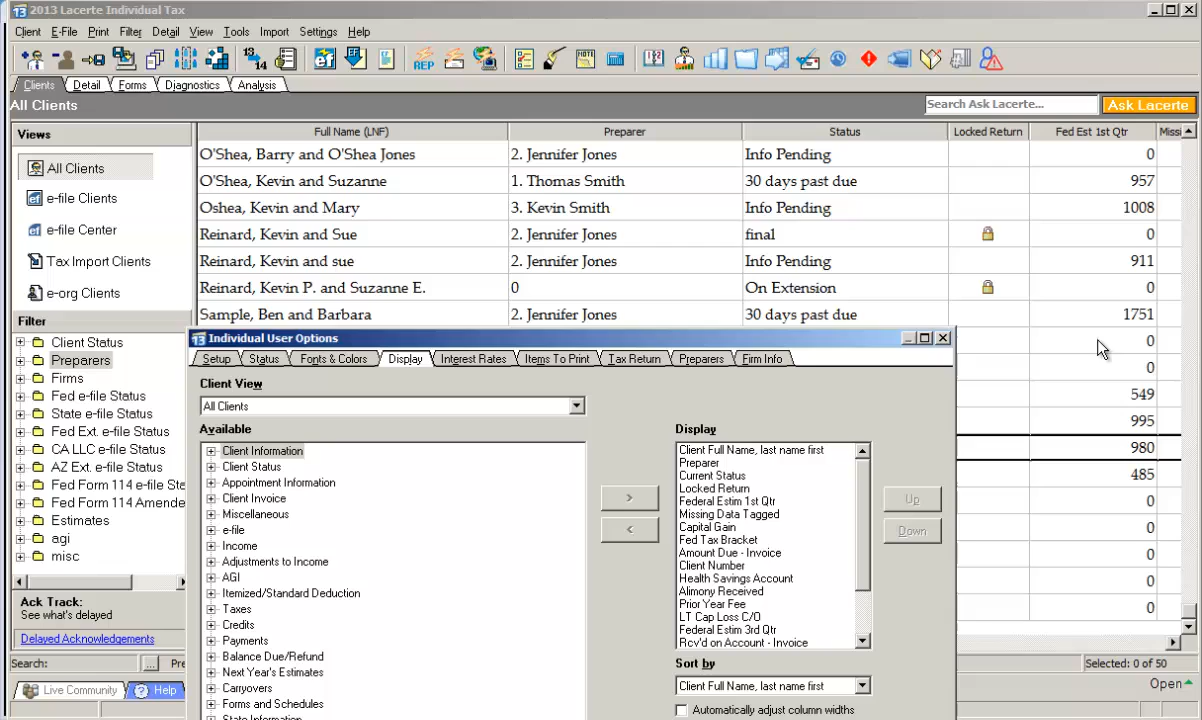 13 2013 Lacerte Individual Tax
Client E-File Print Filter Detail View Tools Import Settings Help
REP
Clients Detail Forms Diagnostics Analysis
All Clients
Search Ask Lacerte... Ask Lacerte
Views
All Clients
e-file Clients
e-file Center
Tax Import Clients
e-org Clients
Filter
Client Status
Preparers
Firms
Fed e-file Status
State e-file Status
Fed Ext. e-file Status
CA LLC e-file Status
AZ Ext. e-file Status
Fed Form 114 e-file Sta
Fed Form 114 Amende
Estimates
agi
misc
Ack Track:
See what's delayed
Delayed Acknowledgements
Search: ... Pre
Live Community Help
Full Name (LNF) Preparer Status Locked Return Fed Est 1st Qtr Missi
O'Shea, Barry and O'Shea Jones 2. Jennifer Jones Info Pending 0
O'Shea, Kevin and Suzanne 1. Thomas Smith 30 days past due 957
Oshea, Kevin and Mary 3. Kevin Smith Info Pending 1008
Reinard, Kevin and Sue 2. Jennifer Jones final 0
Reinard, Kevin and sue 2. Jennifer Jones Info Pending 911
Reinard, Kevin P. and Suzanne E. 0 On Extension 0
Sample, Ben and Barbara 2. Jennifer Jones 30 days past due 1751
0
0
549
995
980
485
0
0
0
0
0
Selected: 0 of 50
Open
13 Individual User Options
Setup Status Fonts & Colors Display Interest Rates Items To Print Tax Return Preparers Firm Info
Client View
All Clients
Available
Client Information
Client Status
Appointment Information
Client Invoice
Miscellaneous
e-file
Income
Adjustments to Income
AGI
Itemized/Standard Deduction
Taxes
Credits
Payments
Balance Due/Refund
Next Year's Estimates
Carryovers
Forms and Schedules
State Information
>
<
Display
Client Full Name, last name first
Preparer
Current Status
Locked Return
Federal Estim 1st Qtr
Missing Data Tagged
Capital Gain
Fed Tax Bracket
Amount Due - Invoice
Client Number
Health Savings Account
Alimony Received
Prior Year Fee
LT Cap Loss C/O
Federal Estim 3rd Qtr
Rcv'd on Account - Invoice
Up
Down
Sort by
Client Full Name, last name first
Automatically adjust column widths